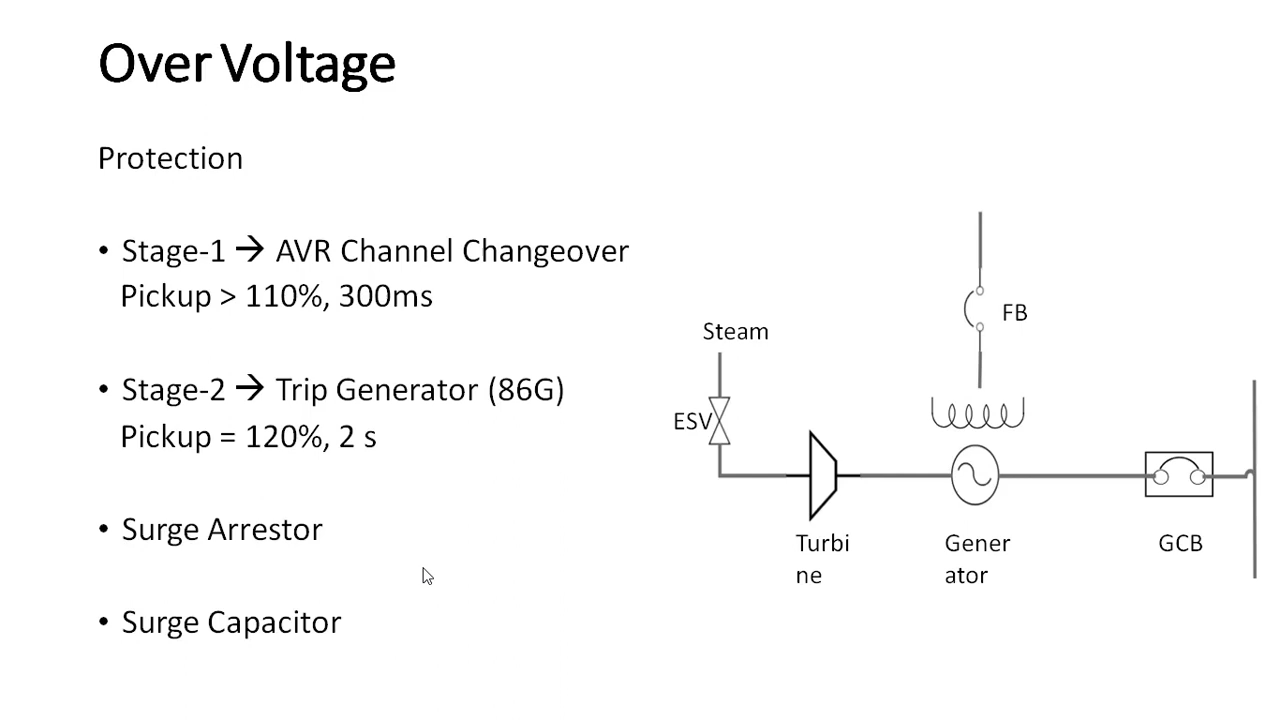 Over Voltage
Protection
• Stage-1 → AVR Channel Changeover
Pickup > 110%, 300ms
• Stage-2 → Trip Generator (86G)
Pickup = 120%, 2 s
• Surge Arrestor
• Surge Capacitor
FB
Steam
ESV
Turbi
ne
Gener
ator
GCB